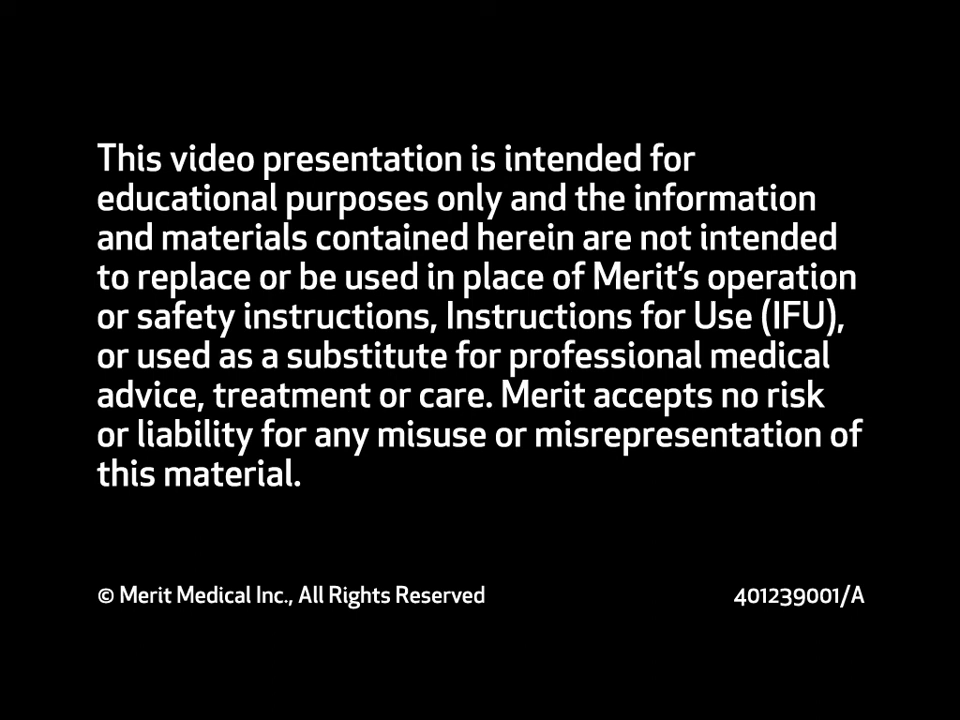 This video presentation is intended for
educational purposes only and the information
and materials contained herein are not intended
to replace or be used in place of Merit’s operation
or safety instructions, Instructions for Use (IFU),
or used as a substitute for professional medical
advice, treatment or care. Merit accepts no risk
or liability for any misuse or misrepresentation of
this material.
© Merit Medical Inc., All Rights Reserved
401239001/A